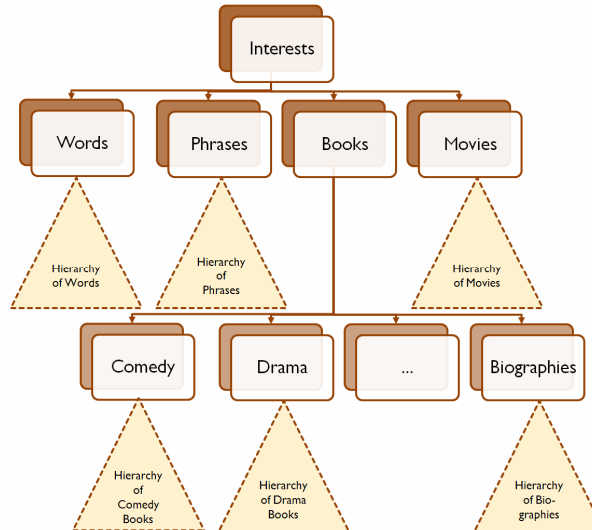 Interests
Words
Phrases
Books
Movies
Hierarchy
of Words
Hierarchy
of
Phrases
Hierarchy
of Movies
Comedy
Drama
...
Biographies
Hierarchy
of
Comedy
Books
Hierarchy
of Drama
Books
Hierarchy
of Bio-
graphies